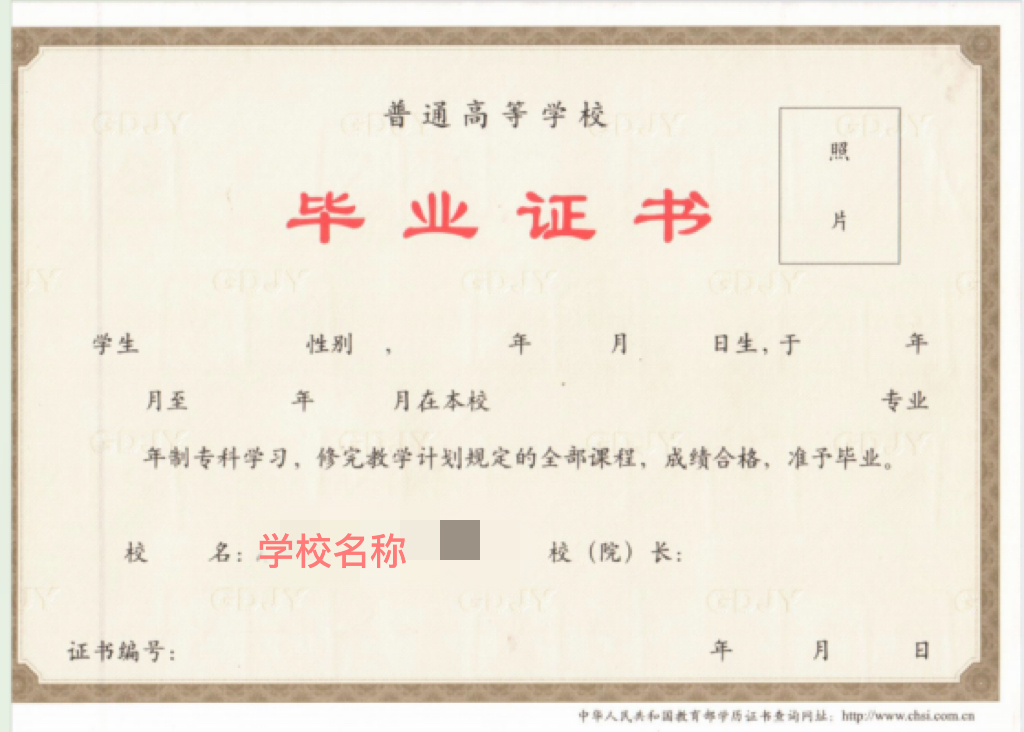 普通高等学校
照
片
毕业证书
学生 性别 , 年 月 日生,于 年
月至 年 月在本校 专业
年制专科学习，修完教学计划规定的全部课程，成绩合格，准予毕业。
校 名：学校名称 校（院）长：
证书编号： 年 月 日
中华人民共和国教育部学历证书查询网址：http://www.chsi.com.cn